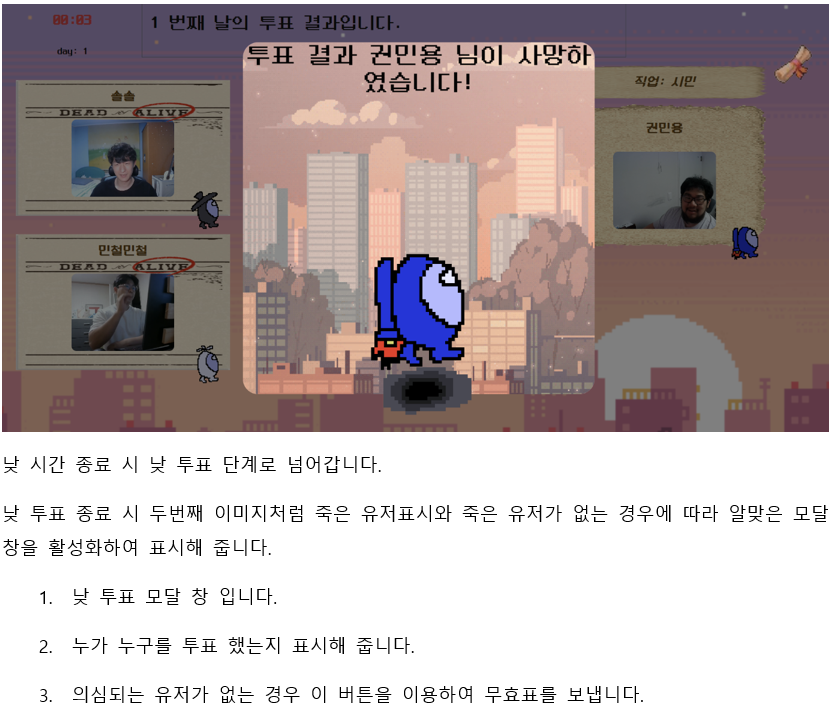 00:03
1 번째 날의 투표 결과입니다.
day: 1
투표 결과 권민용 님이 사망하
였습니다!
직업: 시민
솝솝
DEAD or ALIVE
권민용
민철민철
DEAD or ALIVE
낮 시간 종료 시 낮 투표 단계로 넘어갑니다.
낮 투표 종료 시 두번째 이미지처럼 죽은 유저표시와 죽은 유저가 없는 경우에 따라 알맞은 모달
창을 활성화하여 표시해 줍니다.
1. 낮 투표 모달 창 입니다.
2. 누가 누구를 투표 했는지 표시해 줍니다.
3. 의심되는 유저가 없는 경우 이 버튼을 이용하여 무효표를 보냅니다.